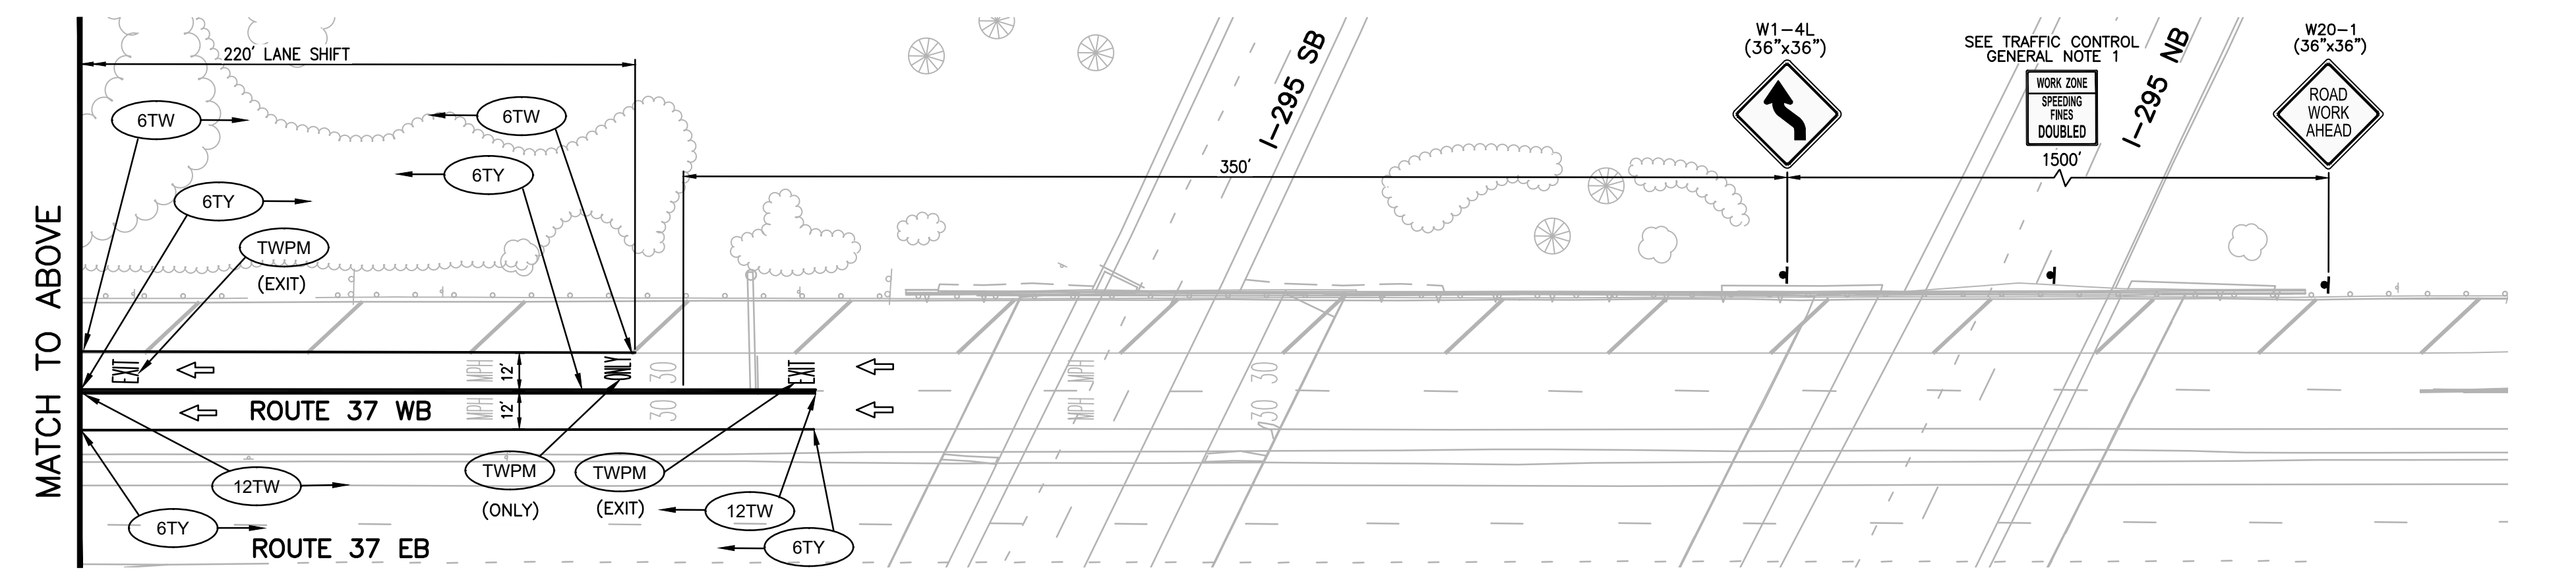 220' LANE SHIFT
6TW
6TW
6TY
6TY
TWPM
(EXIT)
350'
I-295 SB
W1-4L
(36"x36")
SEE TRAFFIC CONTROL
GENERAL NOTE 1
WORK ZONE
SPEEDING
FINES
DOUBLED
1500'
I-295 NB
W20-1
(36"x36")
ROAD
WORK
AHEAD
MATCH TO ABOVE
EXIT
MPH
12'
ONLY
30
EXIT
MPH
30
ROUTE 37 WB
MPH
12'
30
MPH
30
12TW
TWPM
(ONLY)
TWPM
(EXIT)
12TW
6TY
6TY
ROUTE 37 EB